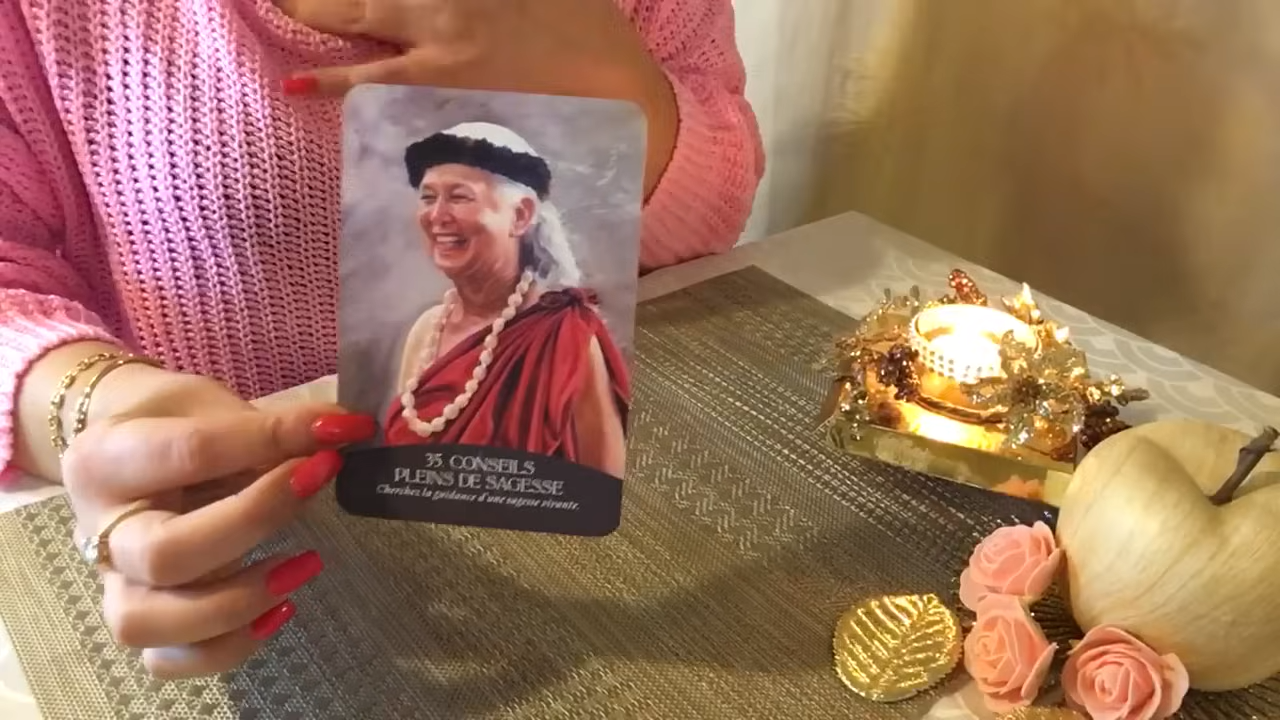 35. CONSEILS
PLEINS DE SAGESSE
Cherchez la guidance d'une sagesse vivante.